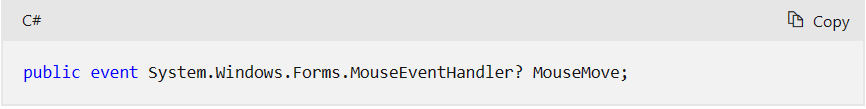 C#
Copy
public event System.Windows.Forms.MouseEventHandler? MouseMove;